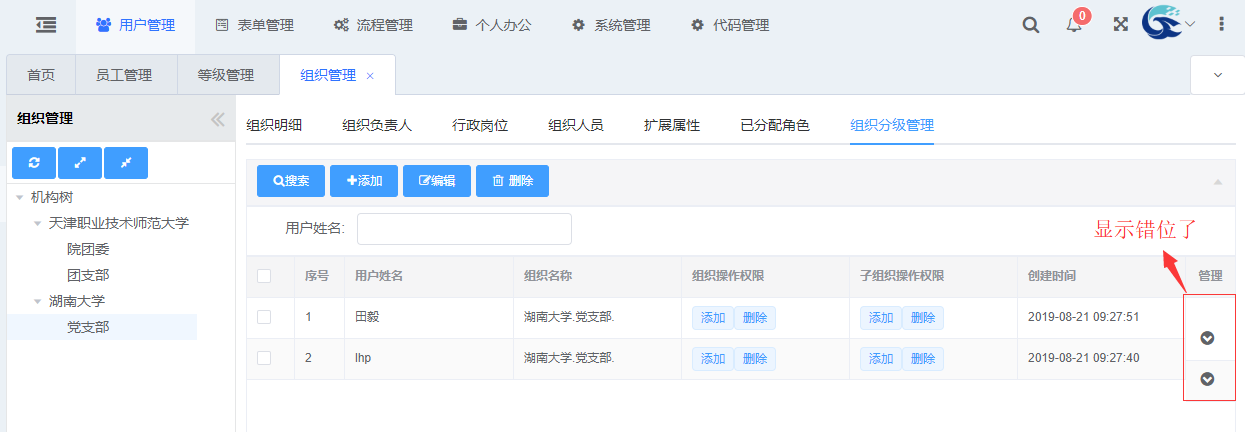 用户管理 表单管理 流程管理 个人办公 系统管理 代码管理 0
首页 员工管理 等级管理 组织管理 ×
组织管理
组织明细 组织负责人 行政岗位 组织人员 扩展属性 已分配角色 组织分级管理
搜索 添加 编辑 删除
机构树
天津职业技术师范大学
院团委
团支部
湖南大学
党支部
用户姓名:
显示错位了
序号 用户姓名 组织名称 组织操作权限 子组织操作权限 创建时间 管理
1 田毅 湖南大学.党支部. 添加 删除 添加 删除 2019-08-21 09:27:51
2 lhp 湖南大学.党支部. 添加 删除 添加 删除 2019-08-21 09:27:40